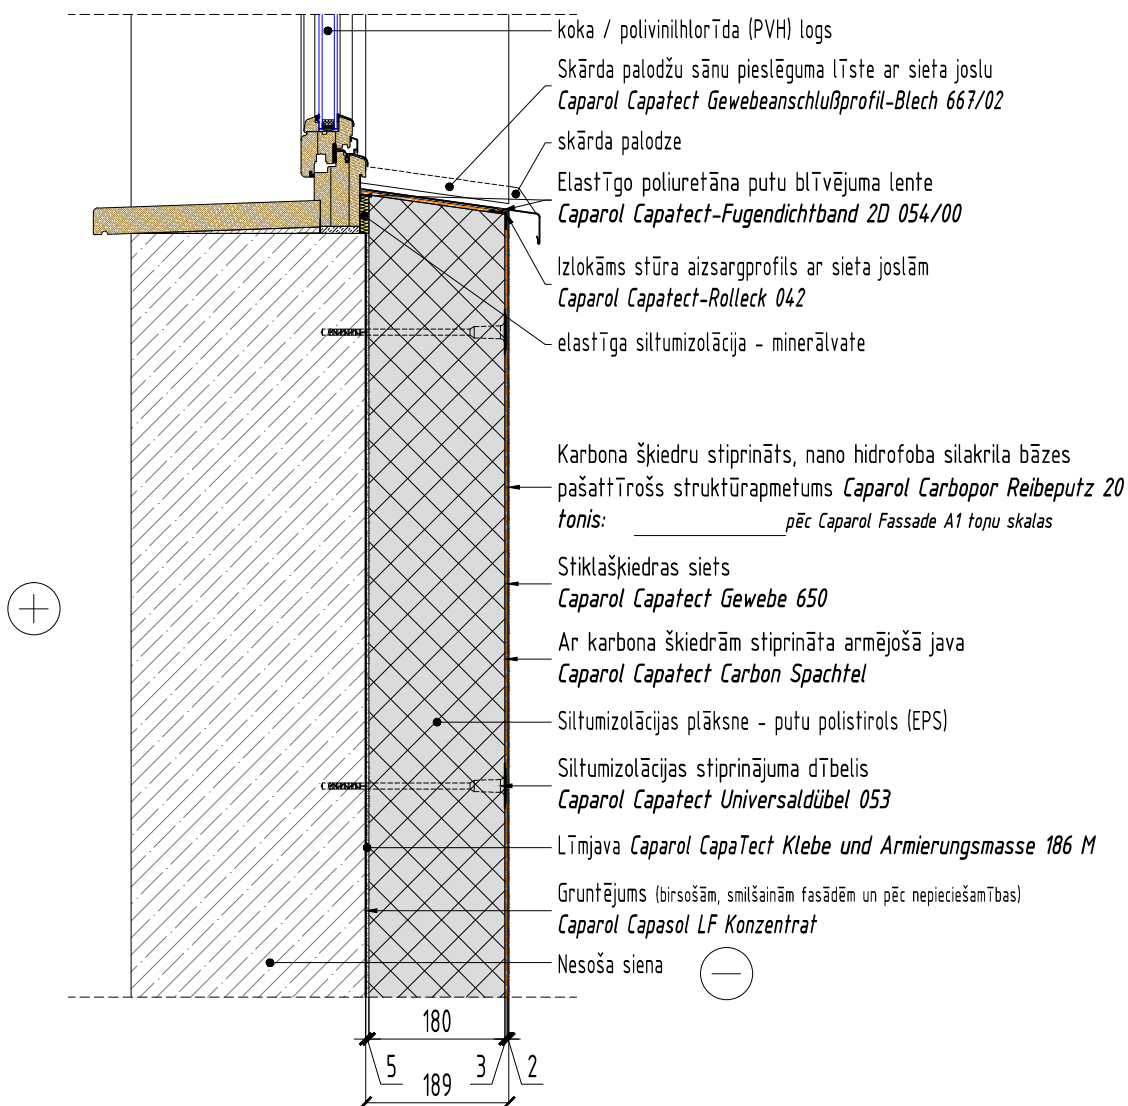 koka / polivinilhlorīda (PVH) logs
Skārda palodžu sānu pieslēguma līste ar sieta joslu
Caparol Capatect Gewebeanschlußprofil-Blech 667/02
skārda palodze
Elastīgo poliuretāna putu blīvējuma lente
Caparol Capatect-Fugendichtband 2D 054/00
Izlokāms stūra aizsargprofils ar sieta joslām
Caparol Capatect-Rolleck 042
elastīga siltumizolācija - minerālvate
Karbona šķiedru stiprināts, nano hidrofoba silakrila bāzes
pašattīrošs struktūrapmetums Caparol Carbopor Reibeputz 20
tonis: pēc Caparol Fassade A1 toņu skalas
Stiklašķiedras siets
Caparol Capatect Gewebe 650
Ar karbona šķiedrām stiprināta armējošā java
Caparol Capatect Carbon Spachtel
Siltumizolācijas plāksne - putu polistirols (EPS)
Siltumizolācijas stiprinājuma dībelis
Caparol Capatect Universaldübel 053
Līmjava Caparol CapaTect Klebe und Armierungsmasse 186 M
Gruntējums (birsošām, smilšainām fasādēm un pēc nepieciešamības)
Caparol Capasol LF Konzentrat
Nesoša siena
180
5 3 2
189